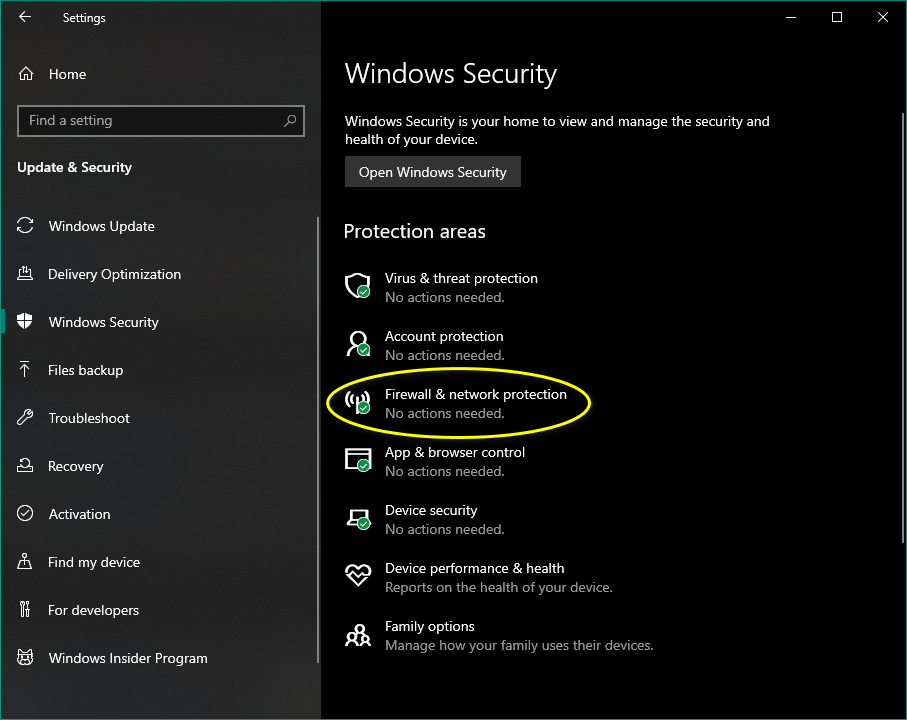 Settings
Home
Find a setting
Update & Security
Windows Update
Delivery Optimization
Windows Security
Files backup
Troubleshoot
Recovery
Activation
Find my device
For developers
Windows Insider Program
Windows Security
Windows Security is your home to view and manage the security and
health of your device.
Open Windows Security
Protection areas
Virus & threat protection
No actions needed.
Account protection
No actions needed.
Firewall & network protection
No actions needed.
App & browser control
No actions needed.
Device security
No actions needed.
Device performance & health
Reports on the health of your device.
Family options
Manage how your family uses their devices.